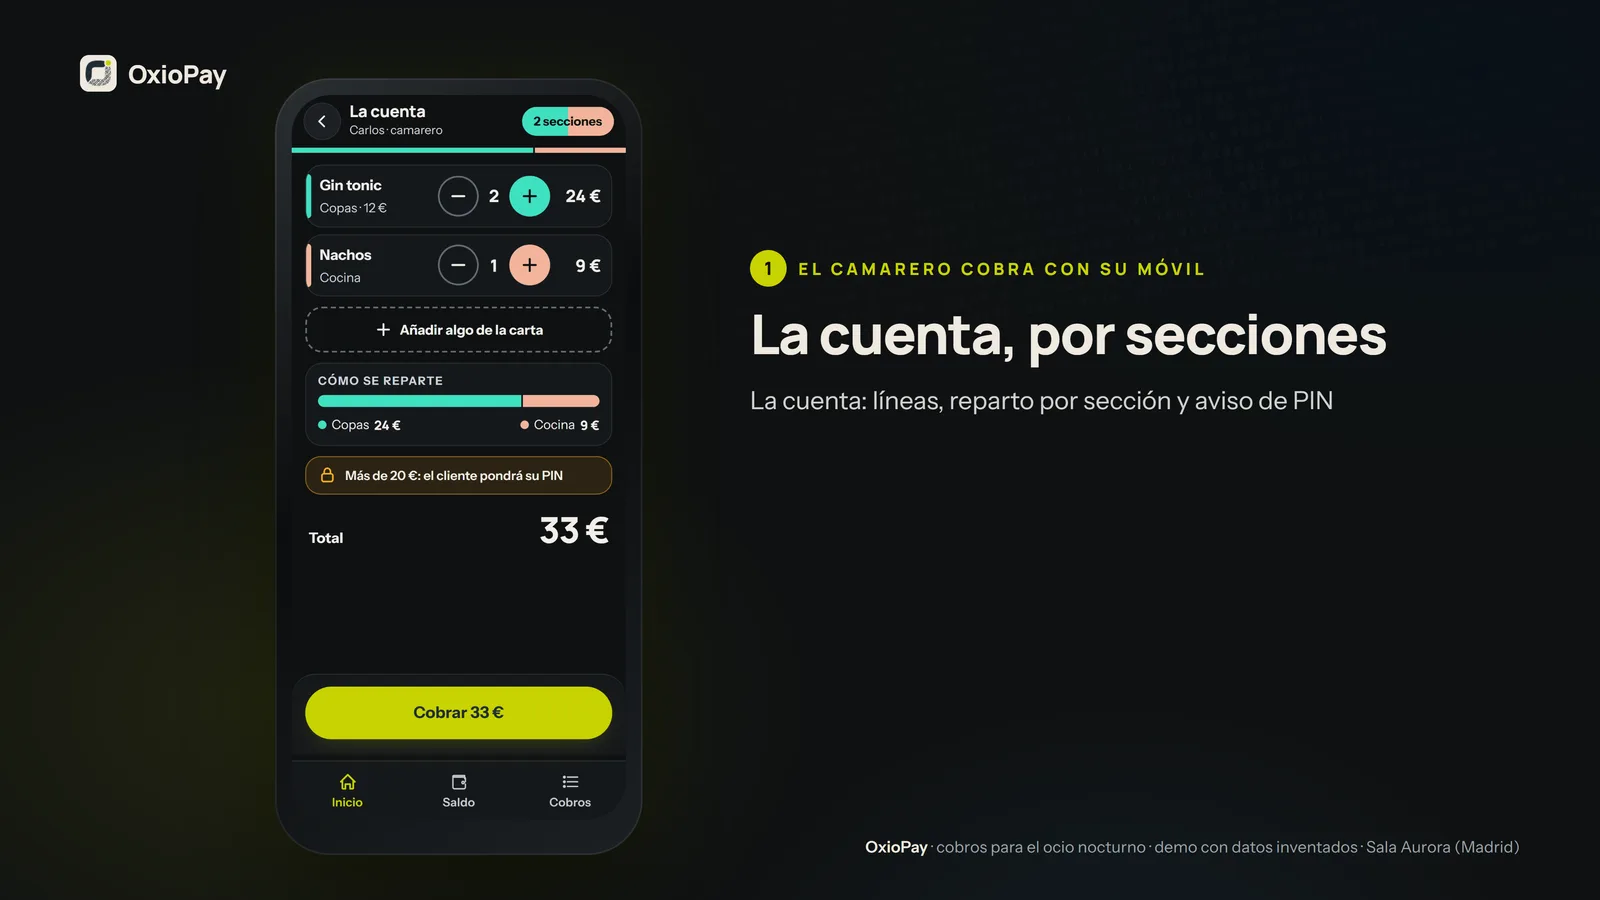 OxioPay
La cuenta
Carlos · camarero
2 secciones
Gin tonic
Copas · 12 €
2
24 €
Nachos
Cocina
1
9 €
Añadir algo de la carta
CÓMO SE REPARTE
Copas 24 €
Cocina 9 €
Más de 20 €: el cliente pondrá su PIN
Total
33 €
Cobrar 33 €
Inicio
Saldo
Cobros
1 EL CAMARERO COBRA CON SU MÓVIL
La cuenta, por secciones
La cuenta: líneas, reparto por sección y aviso de PIN
OxioPay · cobros para el ocio nocturno · demo con datos inventados · Sala Aurora (Madrid)